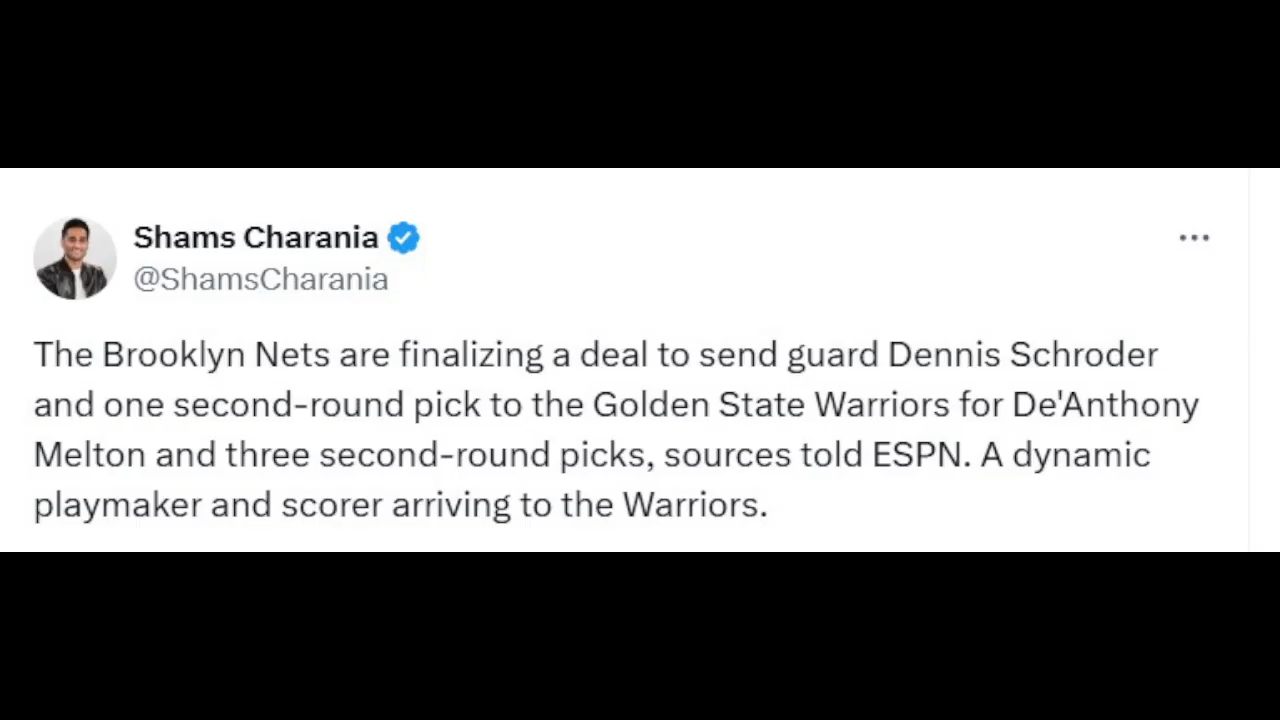 Shams Charania
@ShamsCharania
The Brooklyn Nets are finalizing a deal to send guard Dennis Schroder
and one second-round pick to the Golden State Warriors for De'Anthony
Melton and three second-round picks, sources told ESPN. A dynamic
playmaker and scorer arriving to the Warriors.